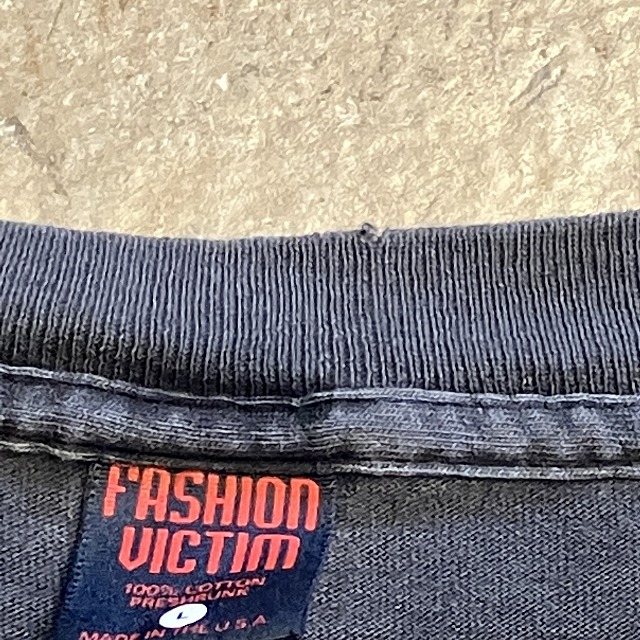 FASHION
VICTIM
100% COTTON
PRESHRUNK
L
MADE IN THE U.S.A